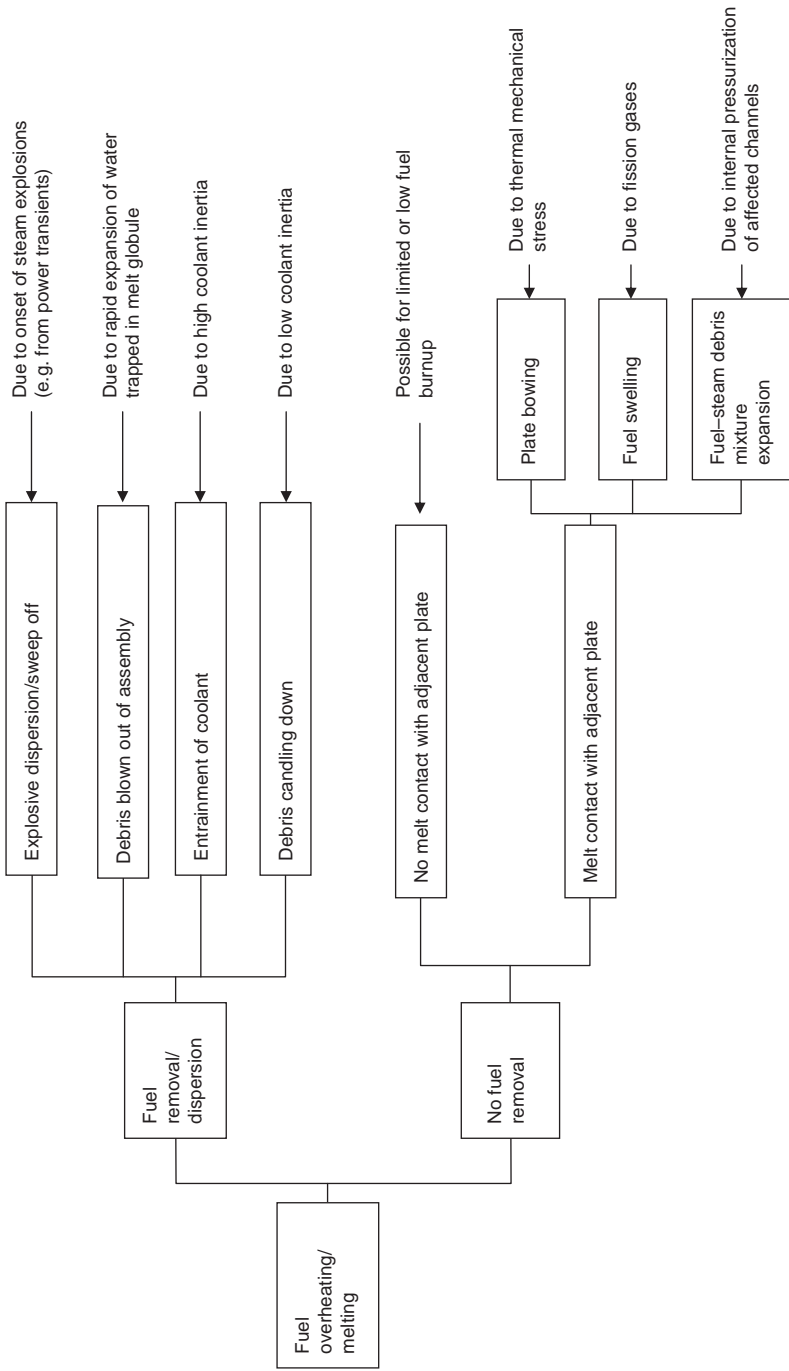 Fuel
overheating/
melting
Fuel
removal/
dispersion
Explosive dispersion/sweep off
Due to onset of steam explosions
(e.g. from power transients)
Debris blown out of assembly
Due to rapid expansion of water
trapped in melt globule
Entrainment of coolant
Due to high coolant inertia
Debris candling down
Due to low coolant inertia
No fuel
removal
No melt contact with adjacent plate
Possible for limited or low fuel
burnup
Melt contact with adjacent plate
Plate bowing
Due to thermal mechanical
stress
Fuel swelling
Due to fission gases
Fuel–steam debris
mixture
expansion
Due to internal pressurization
of affected channels